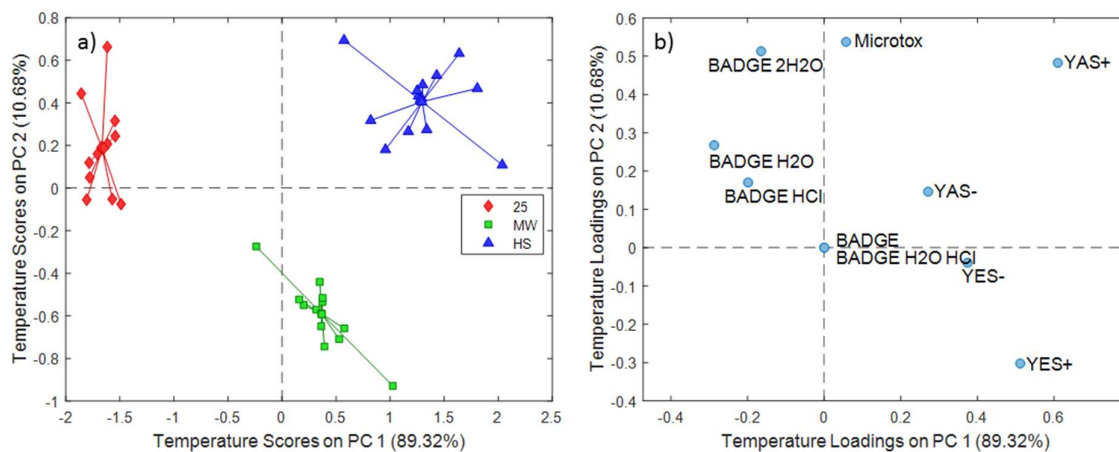 a)
Temperature Scores on PC 2 (10.68%)
0.8
0.6
0.4
0.2
0
-0.2
-0.4
-0.6
-0.8
-1
-2
-1.5
-1
-0.5
0
0.5
1
1.5
2
2.5
Temperature Scores on PC 1 (89.32%)
25
MW
HS
b)
Temperature Loadings on PC 2 (10.68%)
0.6
0.5
0.4
0.3
0.2
0.1
0
-0.1
-0.2
-0.3
-0.4
-0.4
-0.2
0
0.2
0.4
0.6
Temperature Loadings on PC 1 (89.32%)
Microtox
BADGE 2H2O
YAS+
BADGE H2O
BADGE HCl
YAS-
BADGE
BADGE H2O HCl
YES-
YES+